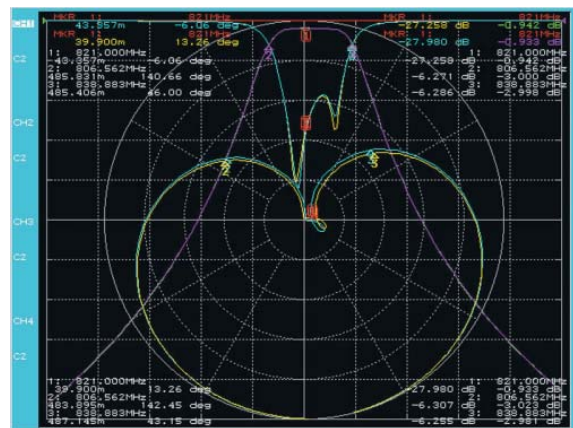 CH1
MKR 1: 821MHz
43.357m -6.06 deg
MKR 1: 821MHz
39.900m 13.26 deg
MKR 1: 821MHz
-27.258 dB -0.942 dB
MKR 1: 821MHz
-27.980 dB -0.933 dB
1: 821.000MHz
43.357m -6.06 deg
2: 806.562MHz
485.831m 140.66 deg
3: 838.883MHz
485.406m 46.00 deg
1: 821.000MHz
-27.258 dB -0.942 dB
2: 806.562MHz
-6.271 dB -3.000 dB
3: 838.883MHz
-6.286 dB -2.998 dB
C2
CH2
C2
CH3
C2
CH4
C2
1
1
2
3
1: 821.000MHz
39.900m 13.26 deg
2: 806.562MHz
483.895m 142.45 deg
3: 838.883MHz
487.145m 43.15 deg
1: 821.000MHz
-27.980 dB -0.933 dB
2: 806.562MHz
-6.307 dB -3.023 dB
3: 838.883MHz
-6.255 dB -2.981 dB